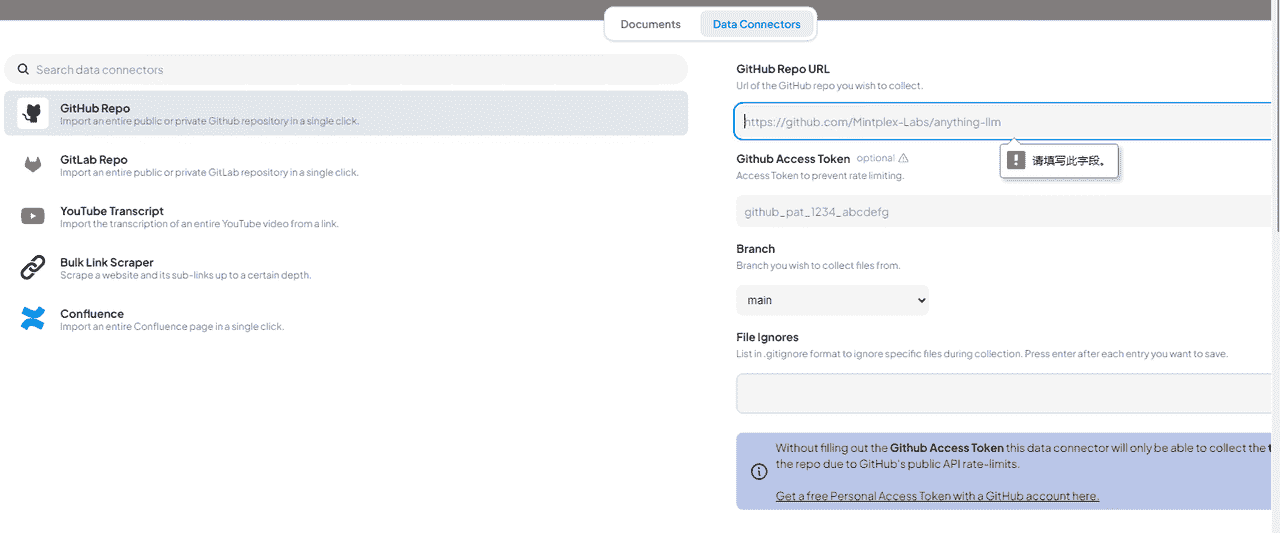 Documents
Data Connectors
Search data connectors
GitHub Repo
Import an entire public or private Github repository in a single click.
GitLab Repo
Import an entire public or private GitLab repository in a single click.
YouTube Transcript
Import the transcription of an entire YouTube video from a link.
Bulk Link Scraper
Scrape a website and its sub-links up to a certain depth.
Confluence
Import an entire Confluence page in a single click.
GitHub Repo URL
Url of the GitHub repo you wish to collect.
https://github.com/Mintplex-Labs/anything-llm
请填写此字段。
Github Access Token optional
Access Token to prevent rate limiting.
github_pat_1234_abcdefg
Branch
Branch you wish to collect files from.
main
File Ignores
List in .gitignore format to ignore specific files during collection. Press enter after each entry you want to save.
Without filling out the Github Access Token this data connector will only be able to collect the
the repo due to GitHub's public API rate-limits.
Get a free Personal Access Token with a GitHub account here.